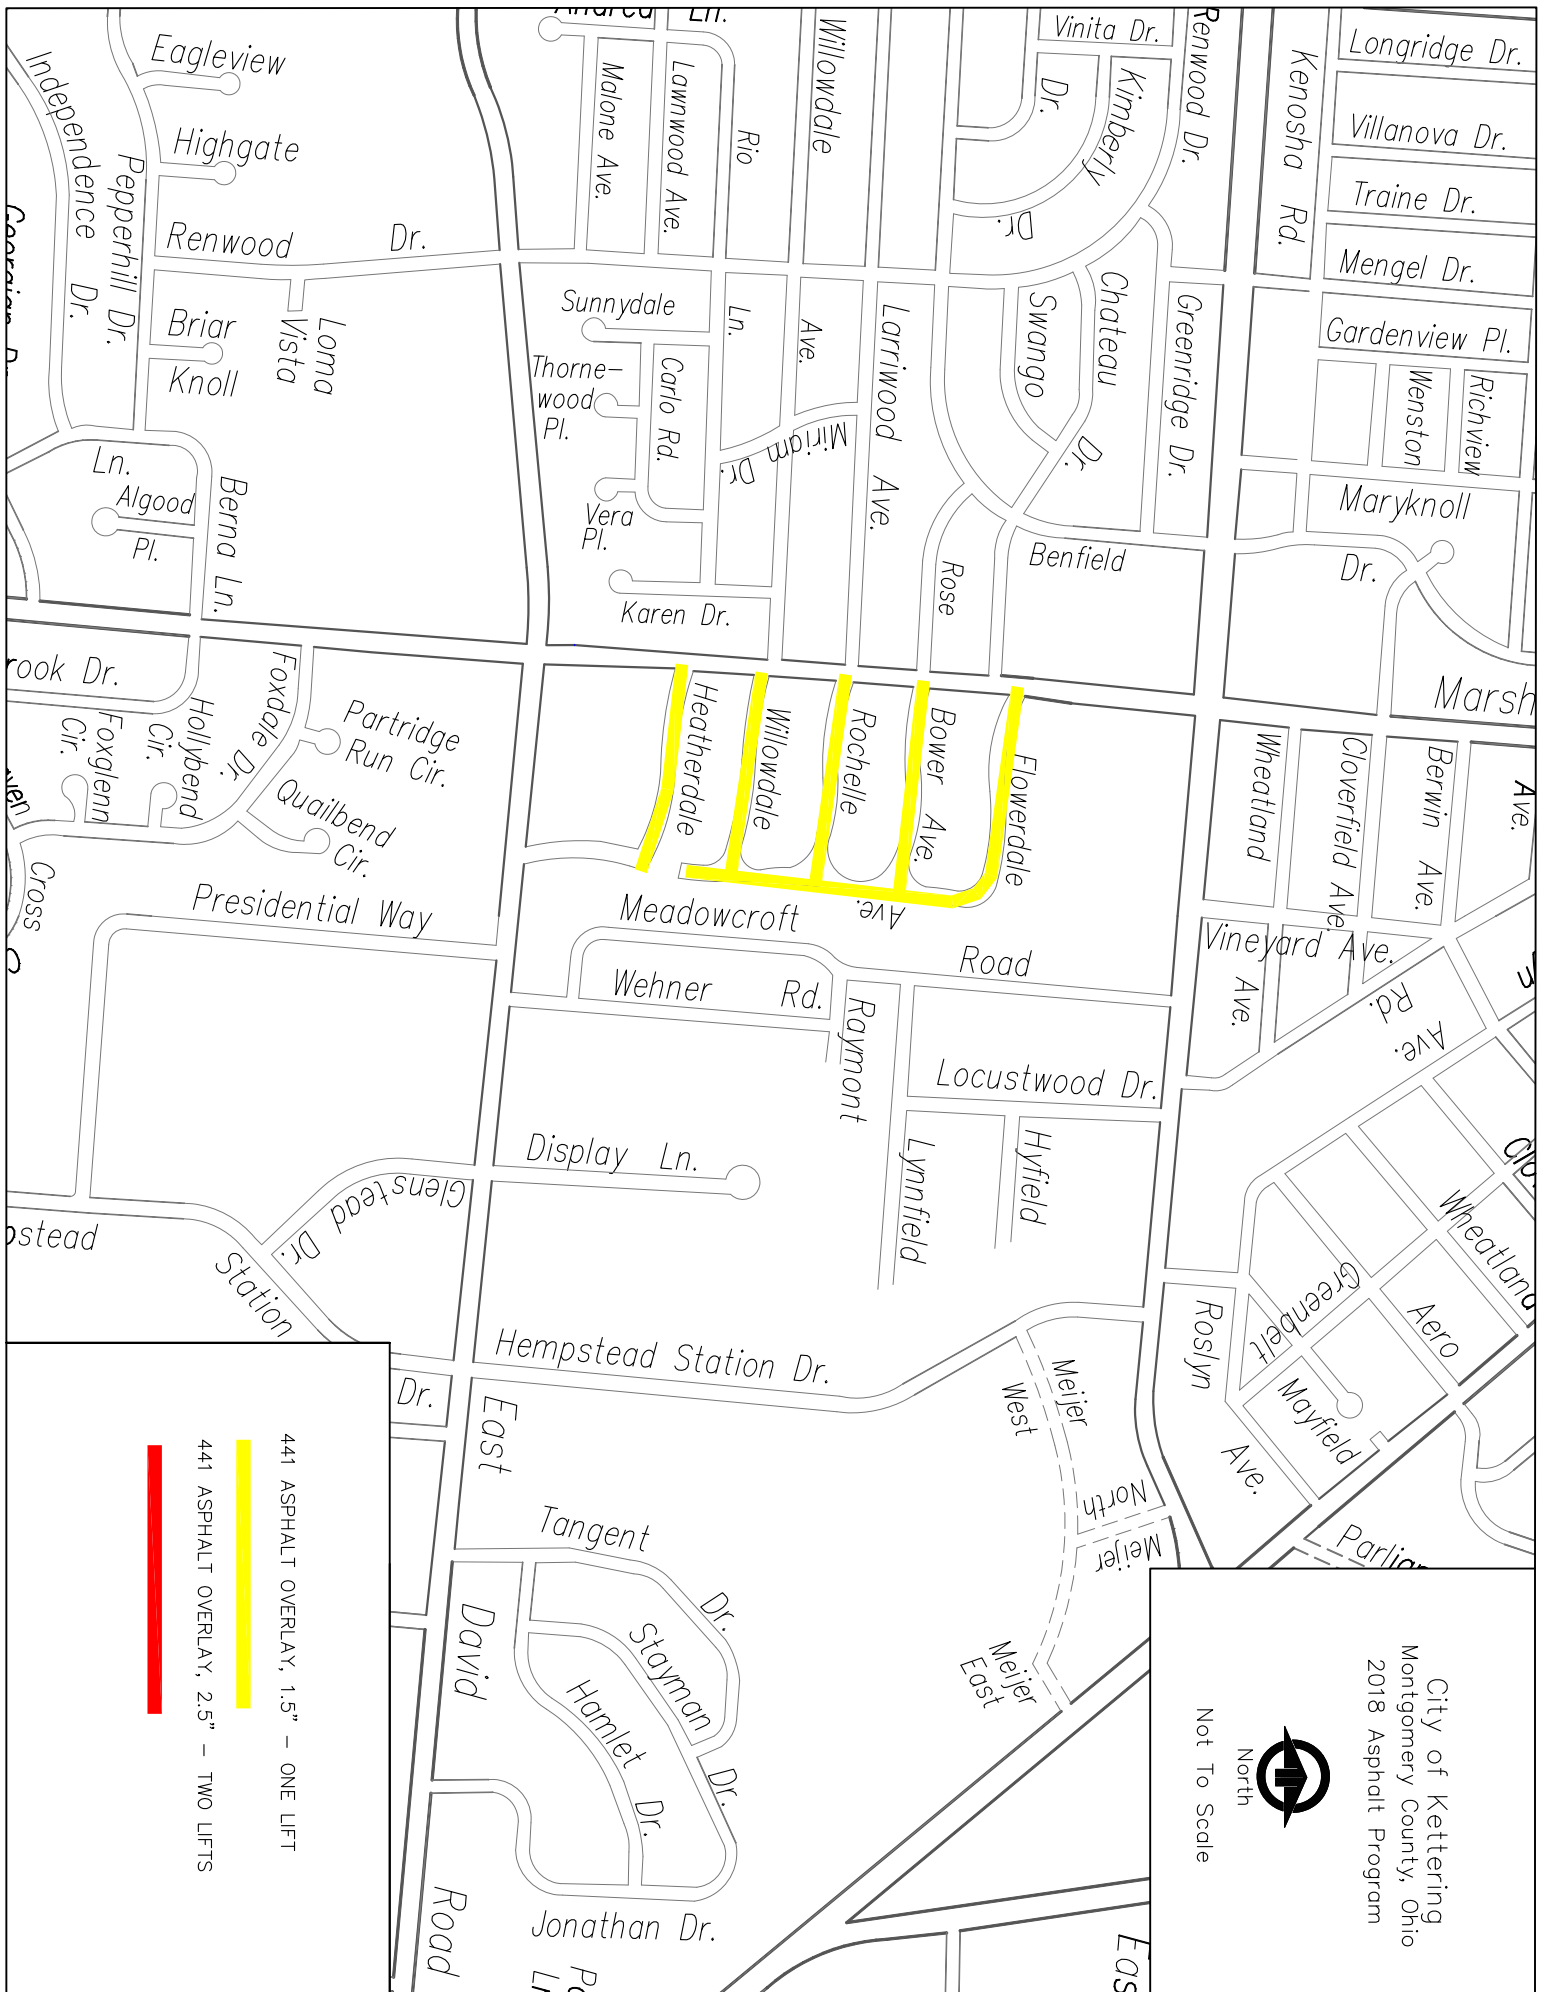 Andrea Ln.
Vinita Dr.
Renwood Dr.
Longridge Dr.
Eagleview
Independence
Dr.
Malone Ave.
Lawnwood Ave.
Rio
Ln.
Willowdale
Ave.
Dr.
Kimberly
Dr.
Kenosha Rd.
Villanova Dr.
Highgate
Pepperhill Dr.
Traine Dr.
Renwood Dr.
Mengel Dr.
Georgian Dr.
Briar
Knoll
Loma
Vista
Sunnydale
Thorne-
wood
Pl.
Carlo Rd.
Miriam
Dr.
Larriwood Ave.
Swango
Chateau
Dr.
Greenridge Dr.
Gardenview Pl.
Wenston
Richview
Ln.
Algood
Pl.
Berna Ln.
Vera
Pl.
Karen Dr.
Rose
Benfield
Maryknoll
Dr.
rook Dr.
Foxdale Dr.
Hollybend
Cir.
Foxglenn
Cir.
Partridge
Run Cir.
Quailbend
Cir.
Heatherdale
Willowdale
Rochelle
Bower Ave.
Flowerdale
Ave.
Marsh
Wheatland
Ave.
Cloverfield Ave.
Berwin Ave.
Ave.
Cross
Presidential Way
Meadowcroft
Road
Vineyard Ave.
Wehner Rd.
Raymont
Rd.
Ave.
Locustwood Dr.
Display Ln.
Lynnfield
Hyfield
Glenstead
Dr.
pstead
Station
Wheatland
Greenbelt
Aero
Roslyn
Ave.
Mayfield
Hempstead Station Dr.
Dr.
Meijer
West
North
Meijer
Meijer
East
East
David
Road
Tangent
Dr.
Stayman
Dr.
Hamlet
Dr.
Jonathan Dr.
Eas
441 ASPHALT OVERLAY, 1.5" - ONE LIFT
441 ASPHALT OVERLAY, 2.5" - TWO LIFTS
City of Kettering
Montgomery County, Ohio
2018 Asphalt Program
North
Not To Scale